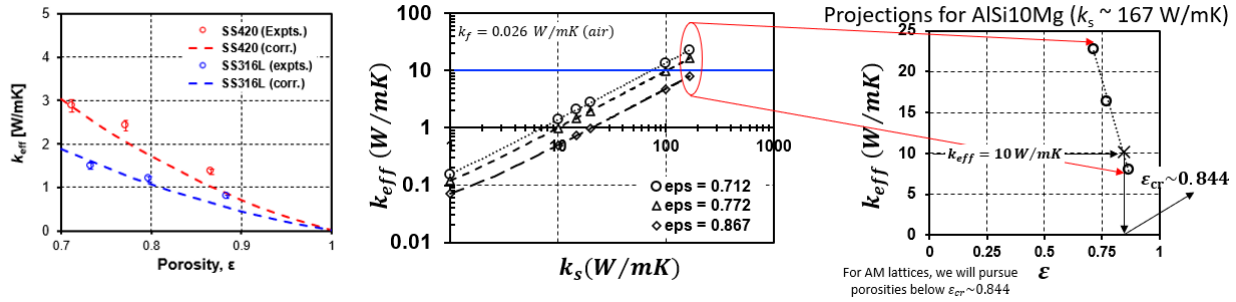 SS420 (Expts.)
SS420 (corr.)
SS316L (expts.)
SS316L (corr.)
k_eff [W/mK]
4
3
2
1
0
0.7
0.8
0.9
1
Porosity, ε
k_f = 0.026 W/mK (air)
k_eff (W/mK)
100
10
1
0.1
0.01
10
100
1000
eps = 0.712
eps = 0.772
eps = 0.867
k_s(W/mK)
Projections for AlSi10Mg (k_s ~ 167 W/mK)
k_eff (W/mK)
25
20
15
10
5
0
k_eff = 10 W/mK
ε_cr~0.844
0
0.25
0.5
0.75
1
ε
For AM lattices, we will pursue
porosities below ε_cr~0.844